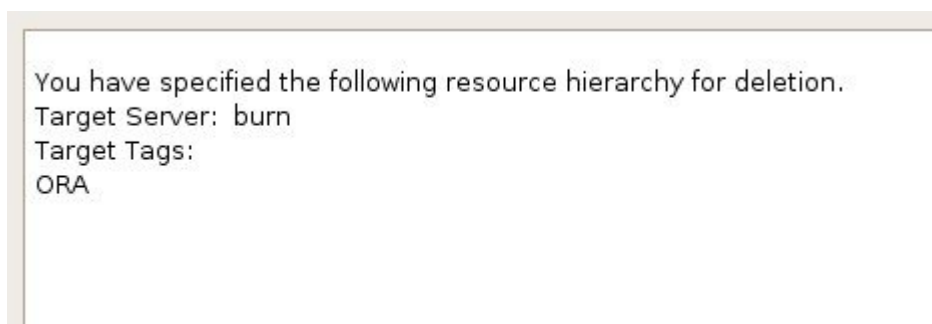 You have specified the following resource hierarchy for deletion.
Target Server:  burn
Target Tags:
ORA